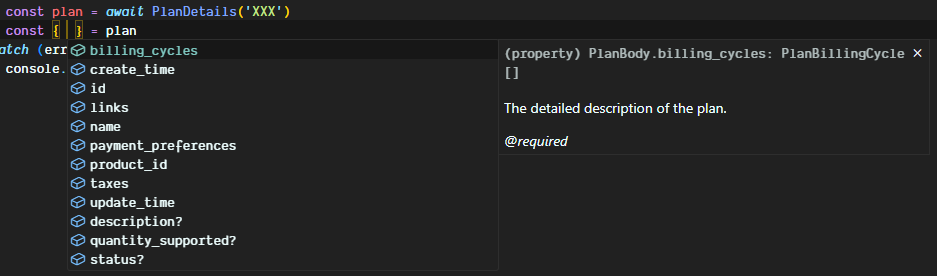 const plan = await PlanDetails('XXX')
const { } = plan
atch (err
console.
billing_cycles
create_time
id
links
name
payment_preferences
product_id
taxes
update_time
description?
quantity_supported?
status?
(property) PlanBody.billing_cycles: PlanBillingCycle
[]
The detailed description of the plan.
@required